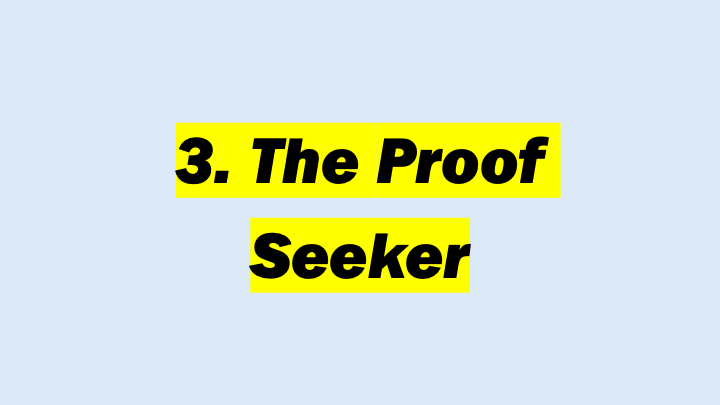 3. The Proof
Seeker